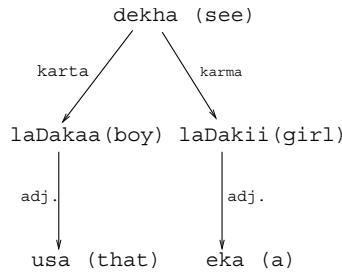 dekha (see)
karta karma
laDakaa(boy) laDakii(girl)
adj. adj.
usa (that) eka (a)